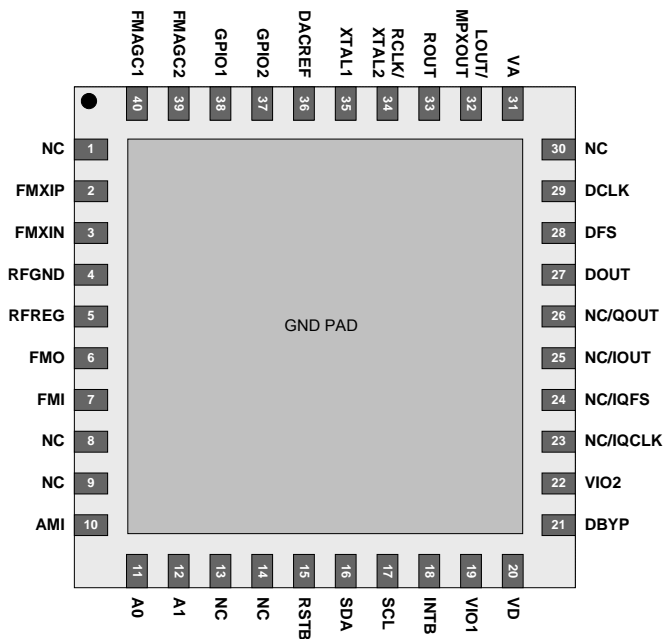 FMAGC1
FMAGC2
GPIO1
GPIO2
DACREF
XTAL1
RCLK/
XTAL2
ROUT
LOUT/
MPXOUT
VA
40
39
38
37
36
35
34
33
32
31
NC 1
FMXIP 2
FMXIN 3
RFGND 4
RFREG 5
FMO 6
FMI 7
NC 8
NC 9
AMI 10
GND PAD
30 NC
29 DCLK
28 DFS
27 DOUT
26 NC/QOUT
25 NC/IOUT
24 NC/IQFS
23 NC/IQCLK
22 VIO2
21 DBYP
11
12
13
14
15
16
17
18
19
20
A0
A1
NC
NC
RSTB
SDA
SCL
INTB
VIO1
VD